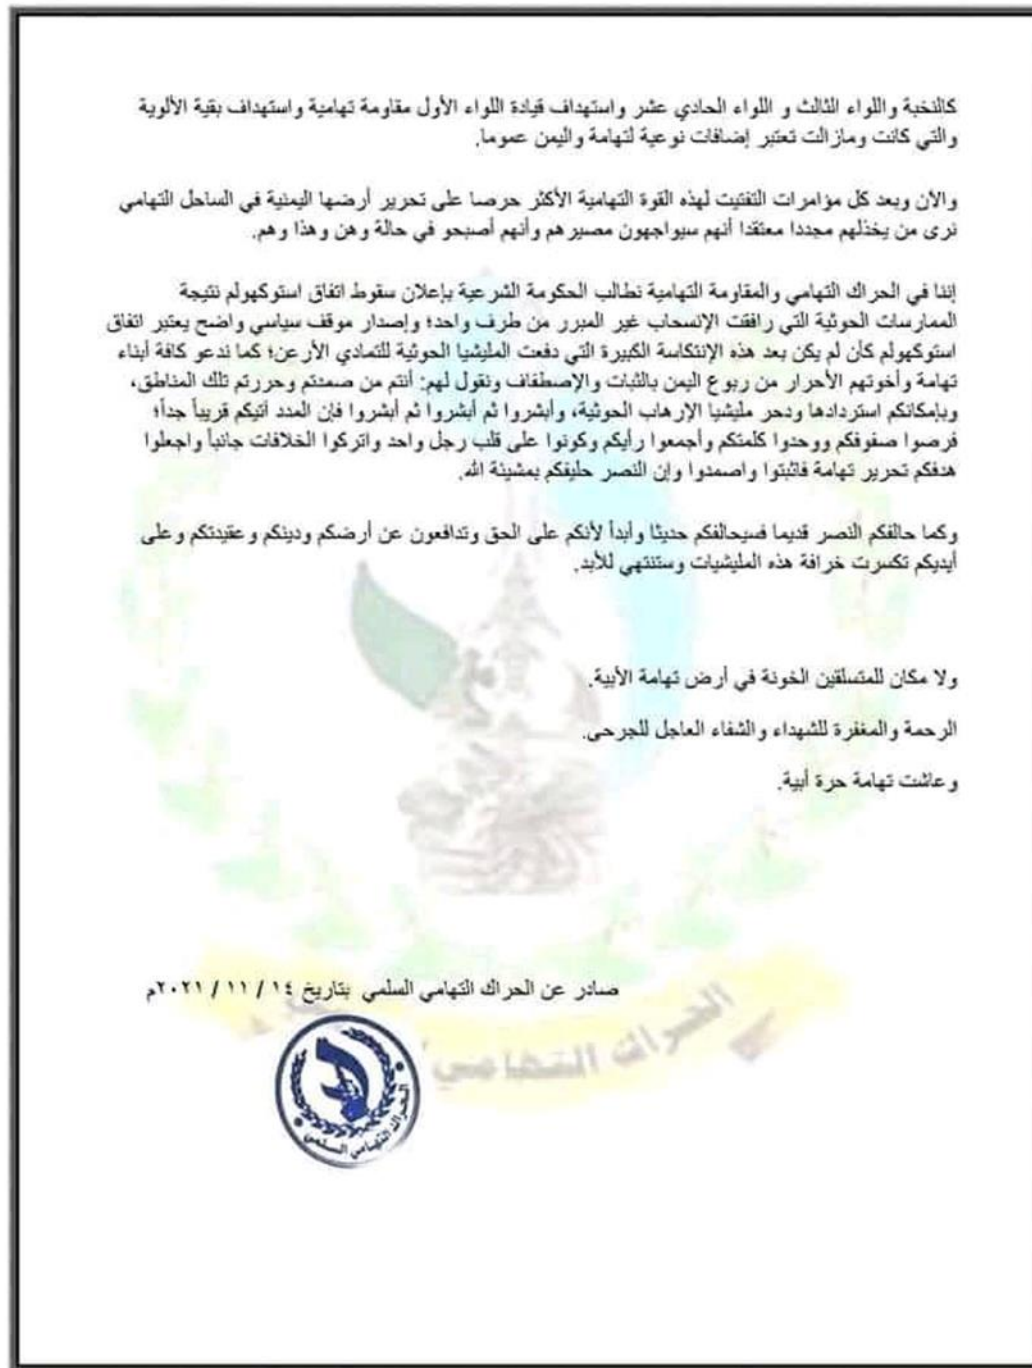 كالنخبة واللواء الثالث و اللواء الحادي عشر واستهداف قيادة اللواء الأول مقاومة تهامية واستهداف بقية الألوية
والتي كانت ومازالت تعتبر إضافات نوعية لتهامة واليمن عموما.
والأن وبعد كل مؤامرات التفتيت لهذه القوة التهامية الأكثر حرصا على تحرير أرضها اليمنية في الساحل التهامي
نرى من يخذلهم مجددا معتقدا أنهم سيواجهون مصيرهم وأنهم أصبحو في حالة وهن وهذا وهم.
إننا في الحراك التهامي والمقاومة التهامية نطالب الحكومة الشرعية بإعلان سقوط اتفاق استوكهولم نتيجة
الممارسات الحوثية التي رافقت الإنسحاب غير المبرر من طرف واحد؛ وإصدار موقف سياسي واضح يعتبر اتفاق
استوكهولم كأن لم يكن بعد هذه الإنتكاسة الكبيرة التي دفعت المليشيا الحوثية للتمادي الأرعن؛ كما ندعو كافة أبناء
تهامة وأخوتهم الأحرار من ربوع اليمن بالثبات والإصطفاف ونقول لهم: أنتم من صمدتم وحررتم تلك المناطق،
وبإمكانكم استردادها ودحر مليشيا الإرهاب الحوثية، وأبشروا ثم أبشروا ثم أبشروا فإن المدد آتيكم قريباً جداً؛
فرصوا صفوفكم ووحدوا كلمتكم وأجمعوا رأيكم وكونوا على قلب رجل واحد واتركوا الخلافات جانباً واجعلوا
هدفكم تحرير تهامة فاثبتوا واصمدوا وإن النصر حليفكم بمشيئة الله.
وكما حالفكم النصر قديما فسيحالفكم حديثا وأبداً لأنكم على الحق وتدافعون عن أرضكم ودينكم وعقيدتكم وعلى
أيديكم تكسرت خرافة هذه المليشيات وستنتهي للأبد.
ولا مكان للمتسلقين الخونة في أرض تهامة الأبية.
الرحمة والمغفرة للشهداء والشفاء العاجل للجرحى.
وعاشت تهامة حرة أبية.
صادر عن الحراك التهامي السلمي بتاريخ ١٤ / ١١ / ٢٠٢١م
الحراك التهامي
الحراك التهامي السلمي